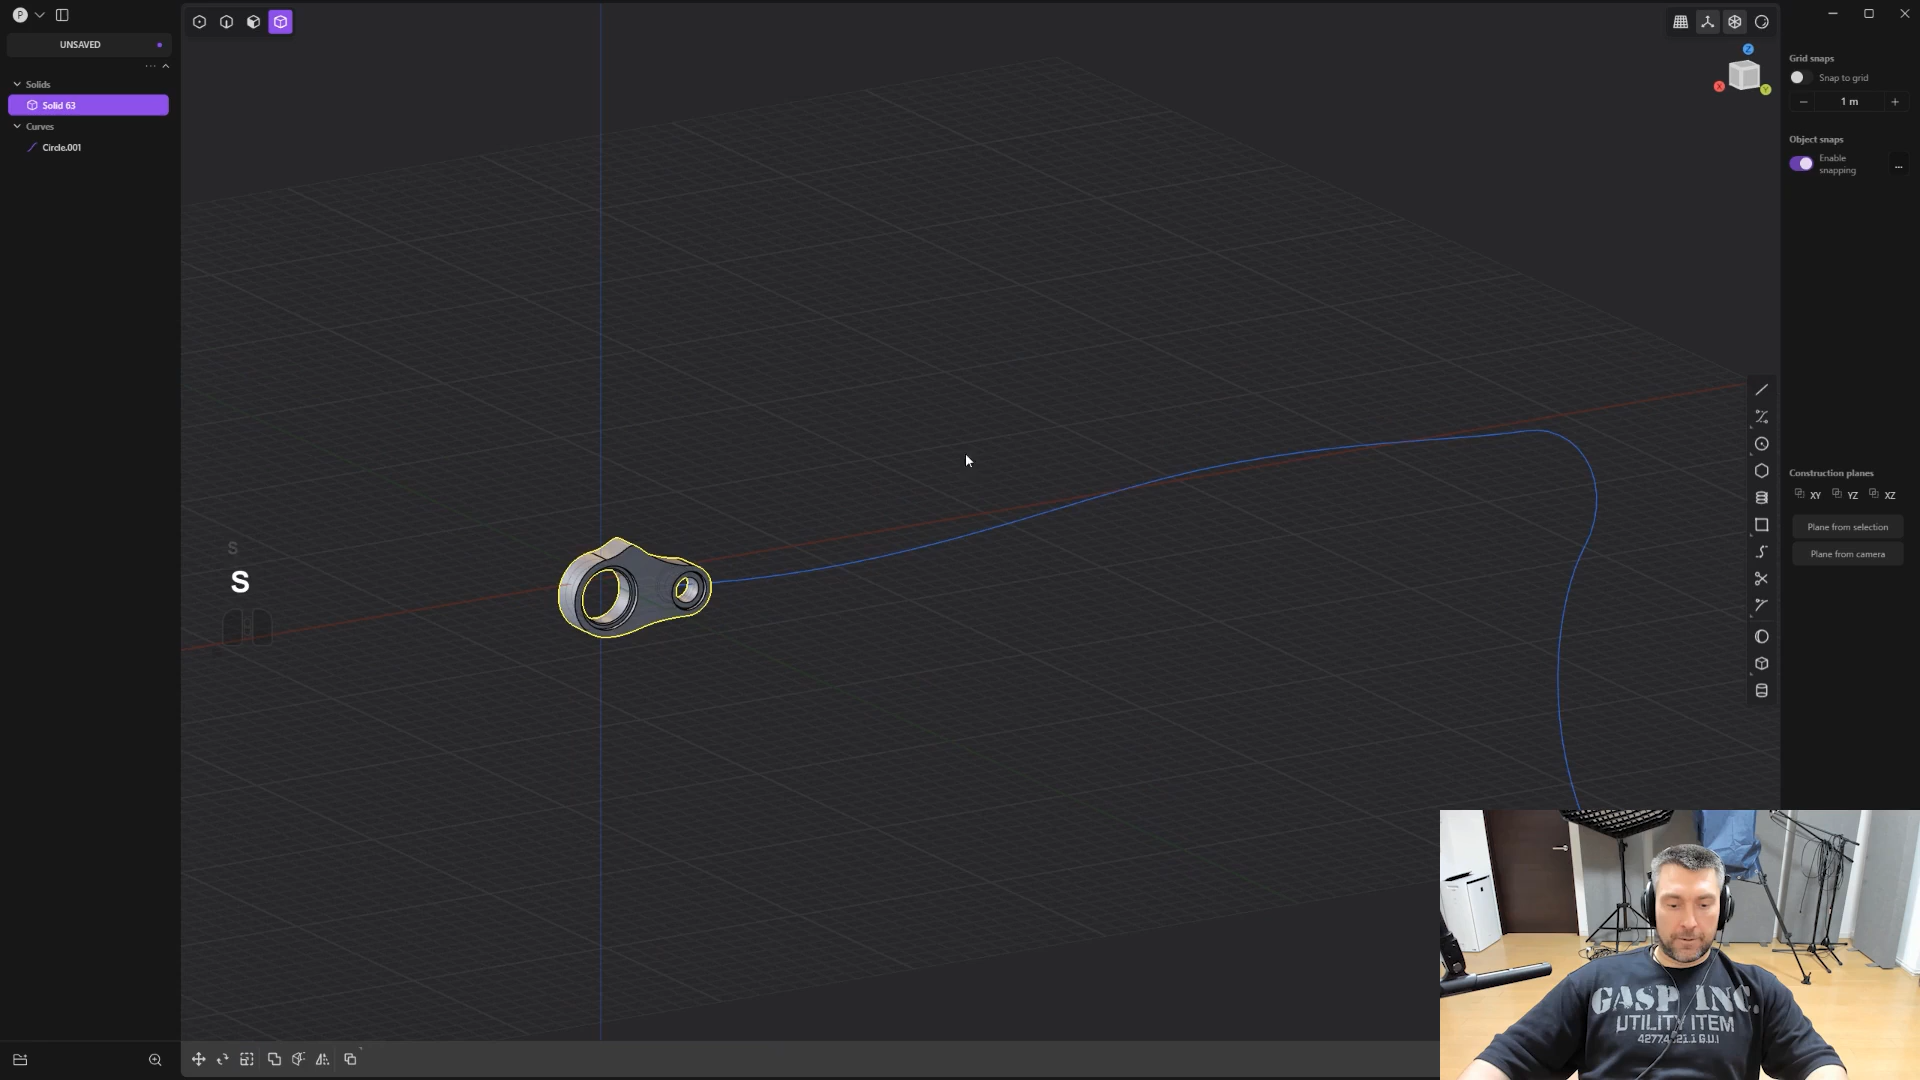 P
UNSAVED
Solids
Solid 63
Curves
Circle.001
Z
X
Y
Grid snaps
Snap to grid
1 m
Object snaps
Enable
snapping
Construction planes
XY
YZ
XZ
Plane from selection
Plane from camera
S
S
GASP INC.
UTILITY ITEM